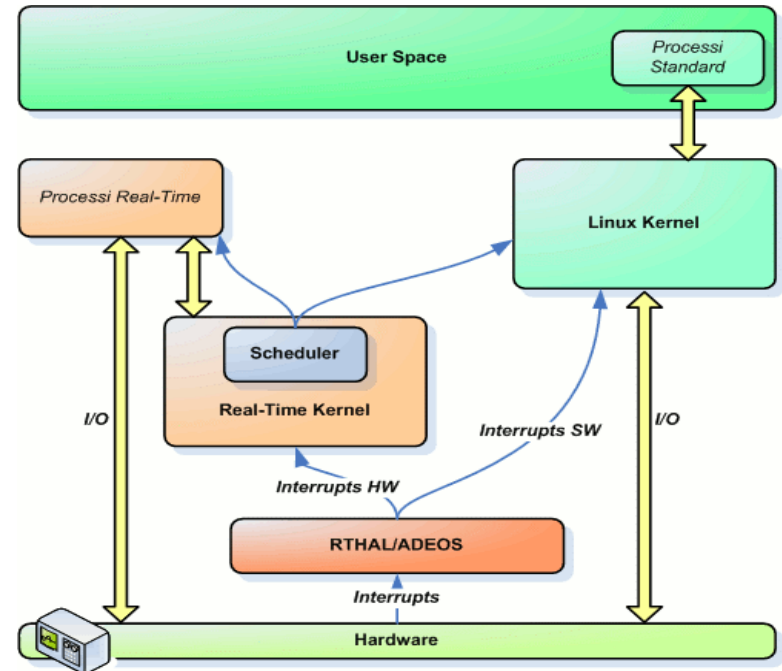 User Space
Processi
Standard
Processi Real-Time
Linux Kernel
Scheduler
Real-Time Kernel
I/O
Interrupts SW
I/O
Interrupts HW
RTHAL/ADEOS
Interrupts
Hardware